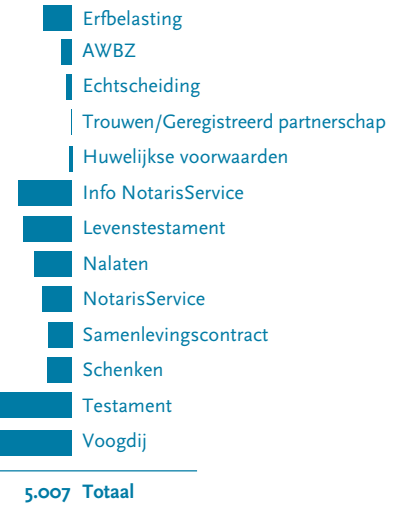 Erfbelasting
AWBZ
Echtscheiding
Trouwen/Geregistreerd partnerschap
Huwelijkse voorwaarden
Info NotarisService
Levenstestament
Nalaten
NotarisService
Samenlevingscontract
Schenken
Testament
Voogdij
5.007 Totaal